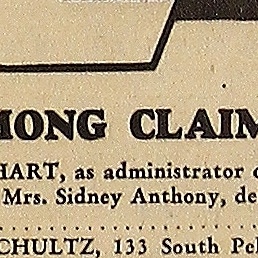 MONG CLAIM
HART, as administrator
Mrs. Sidney Anthony, de
CHULTZ, 133 South Pe